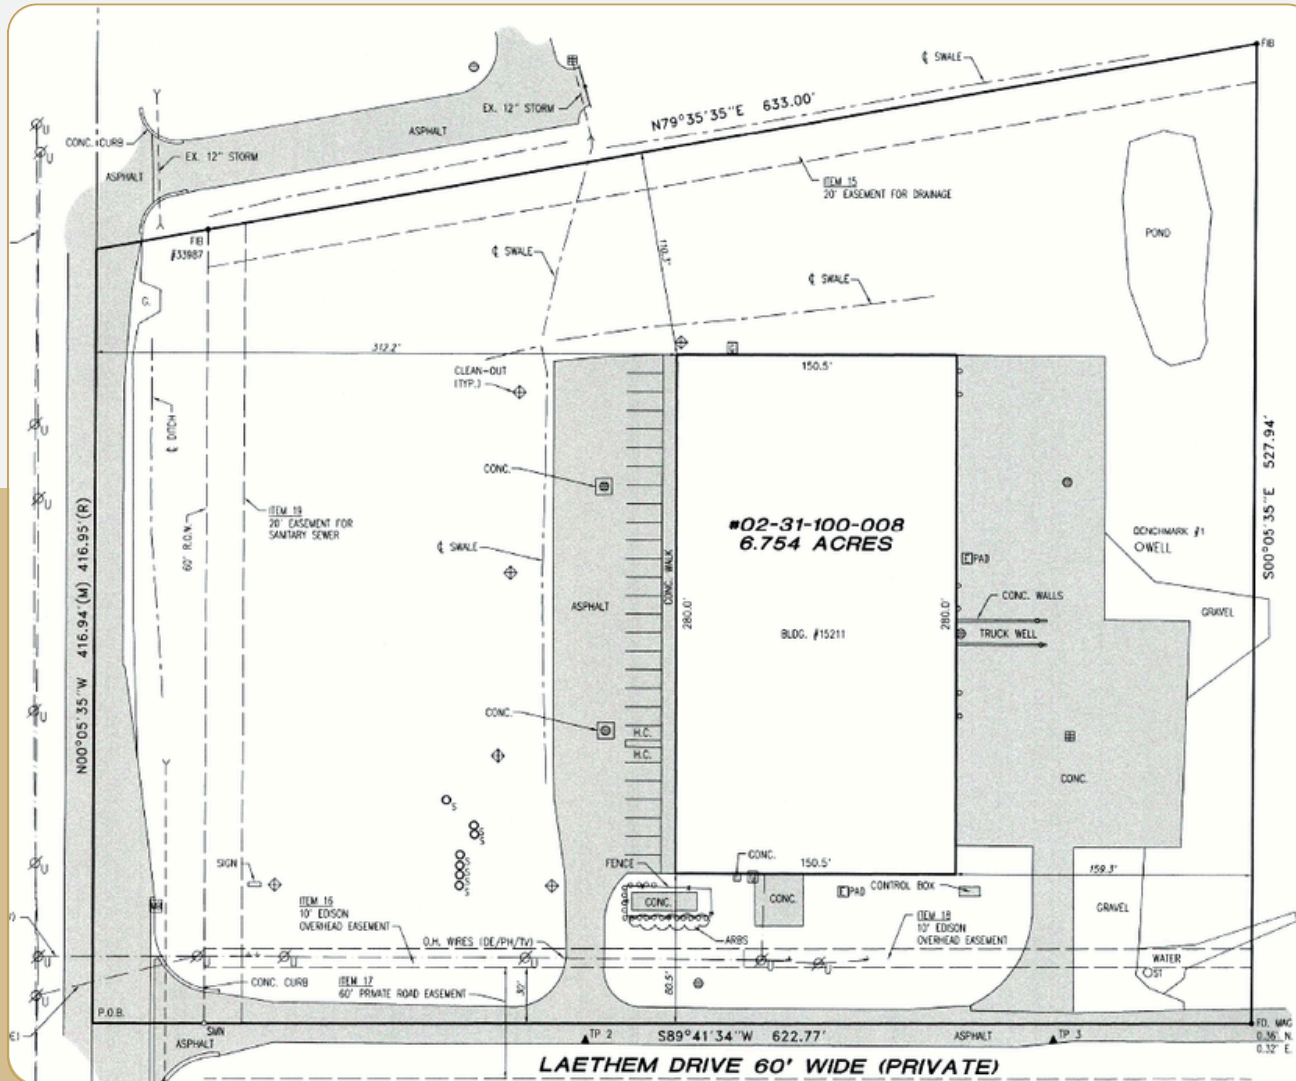 FIB
₵ SWALE
N79°35'35"E 633.00'
EX. 12" STORM
ASPHALT
CONC. CURB
EX. 12" STORM
ASPHALT
ITEM 15
20' EASEMENT FOR DRAINAGE
POND
FIB
#33987
₵ SWALE
110.3'
₵ SWALE
G.
312.2'
150.5'
CLEAN-OUT
(TYP.)
₵ DITCH
S00°05'35"E 527.94'
CONC.
N00°05'35"W 416.94'(M) 416.95'(R)
60' R.O.W.
ITEM 19
20' EASEMENT FOR
SANITARY SEWER
#02-31-100-008
6.754 ACRES
BENCHMARK #1
WELL
₵ SWALE
E PAD
CONC. WALK
ASPHALT
280.0'
280.0'
CONC. WALLS
GRAVEL
BLDG. #15211
TRUCK WELL
CONC.
H.C.
H.C.
CONC.
S
S
S
S
S
S
S
SIGN
FENCE
CONC.
150.5'
159.3'
CONC.
CONC.
E PAD
CONTROL BOX
GRAVEL
ITEM 16
10' EDISON
OVERHEAD EASEMENT
ARBS
ITEM 18
10' EDISON
OVERHEAD EASEMENT
O.H. WIRES (DE/PH/TV)
WATER
ST
CONC. CURB
ITEM 17
60' PRIVATE ROAD EASEMENT
30'
80.5'
P.O.B.
SMN
TP 2
S89°41'34"W 622.77'
ASPHALT
TP 3
FD. MAG
0.36' N.
0.32' E.
ASPHALT
LAETHEM DRIVE 60' WIDE (PRIVATE)
U
U
U
U
U
U
U
U
U
U
U
U
U